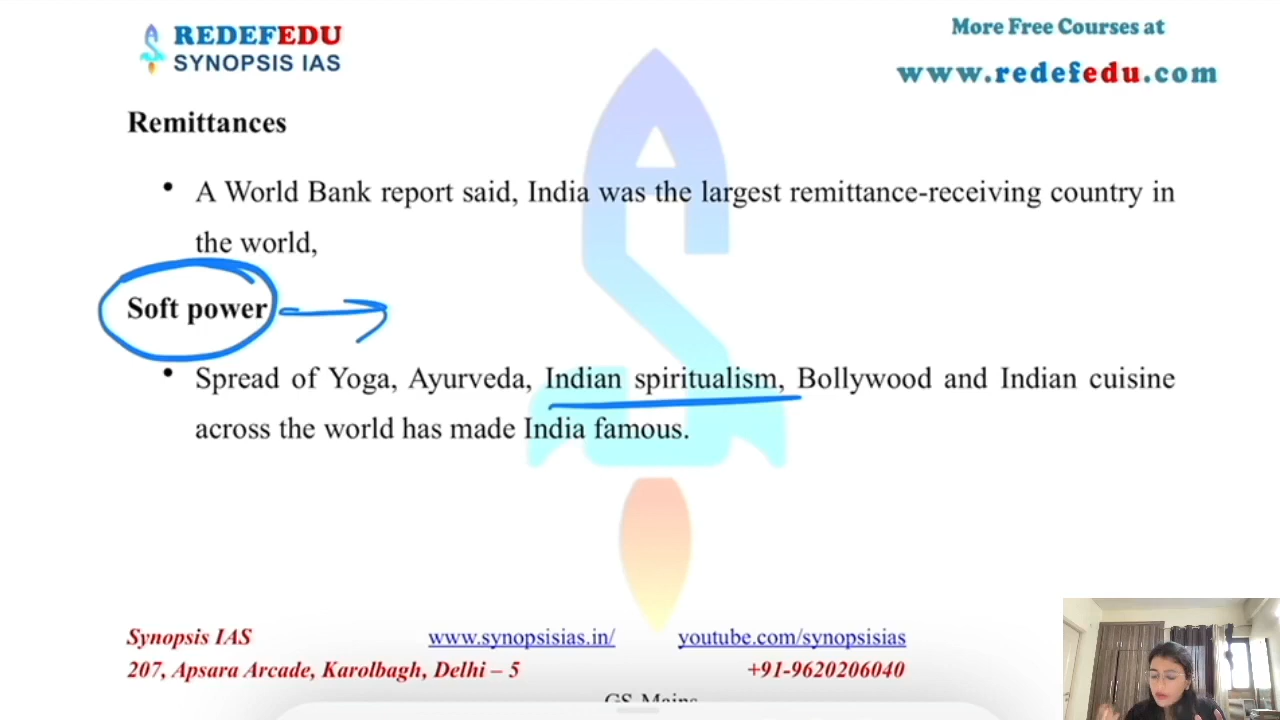 REDEFEDU
SYNOPSIS IAS
More Free Courses at
www.redefedu.com
Remittances
• A World Bank report said, India was the largest remittance-receiving country in
the world,
Soft power
• Spread of Yoga, Ayurveda, Indian spiritualism, Bollywood and Indian cuisine
across the world has made India famous.
Synopsis IAS www.synopsisias.in/ youtube.com/synopsisias
207, Apsara Arcade, Karolbagh, Delhi – 5 +91-9620206040
GS Mains